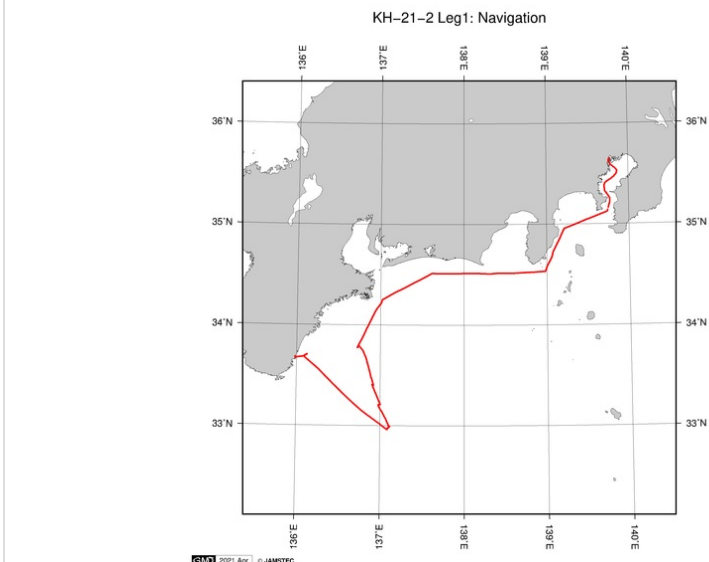 KH-21-2 Leg1: Navigation
136˚E 137˚E 138˚E 139˚E 140˚E
36˚N 36˚N
35˚N 35˚N
34˚N 34˚N
33˚N 33˚N
136˚E 137˚E 138˚E 139˚E 140˚E
GMD 2021 Apr © JAMSTEC